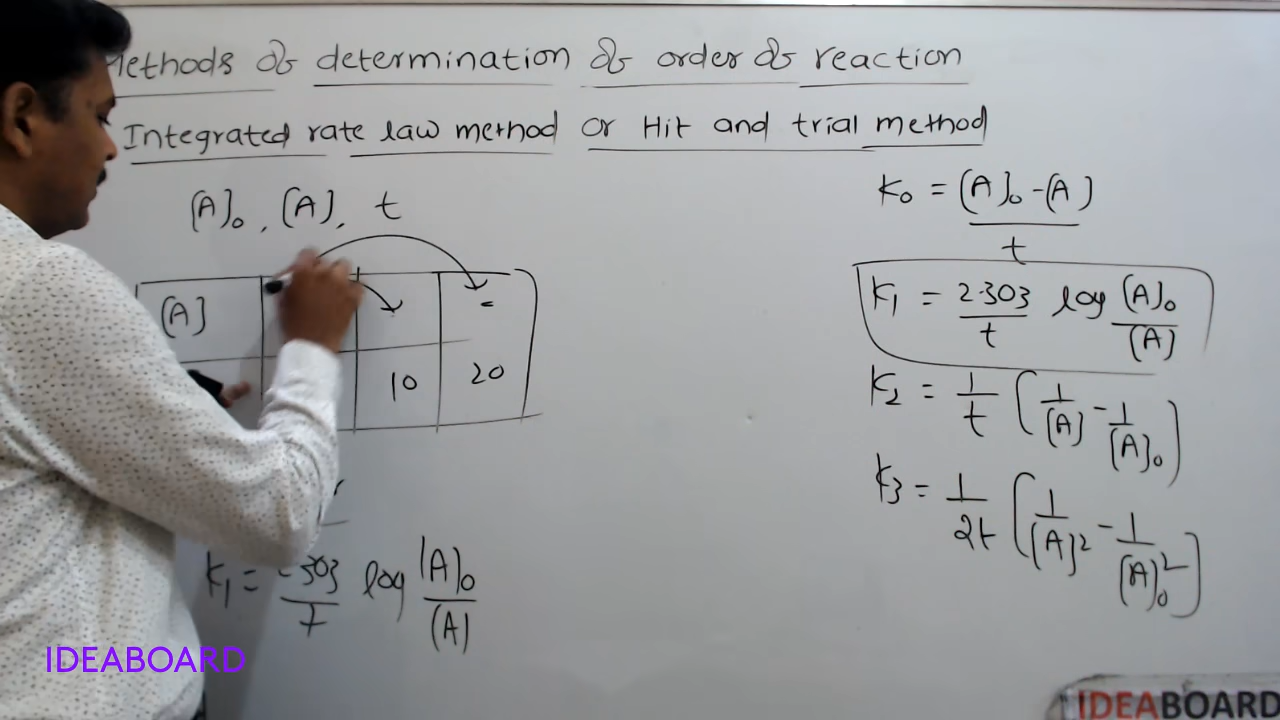 Methods of determination of order of reaction
Integrated rate law method or Hit and trial method
[A]₀, [A], t
[A] =
10 20
K₁ = 2.303/t log [A]₀/[A]
K₀ = [A]₀-[A]/t
K₁ = 2.303/t log [A]₀/[A]
K₂ = 1/t [1/[A] - 1/[A]₀]
K₃ = 1/2t [1/[A]² - 1/[A]₀²]
IDEABOARD
IDEABOARD